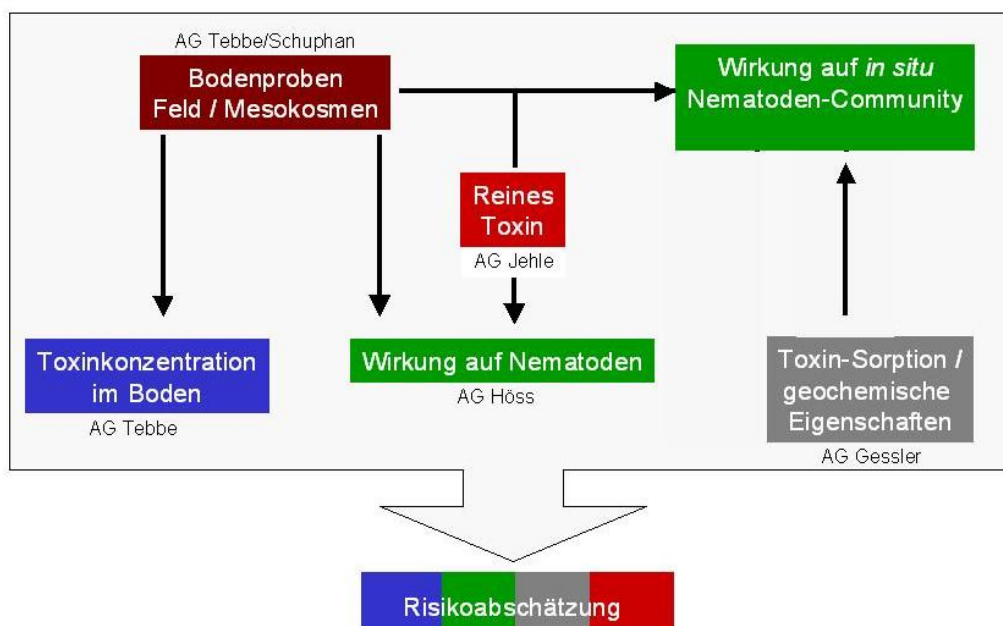 AG Tebbe/Schuphan
Bodenproben
Feld / Mesokosmen
Wirkung auf in situ
Nematoden-Community
Reines
Toxin
AG Jehle
Toxinkonzentration
im Boden
AG Tebbe
Wirkung auf Nematoden
AG Höss
Toxin-Sorption /
geochemische
Eigenschaften
AG Gessler
Risikoabschätzung